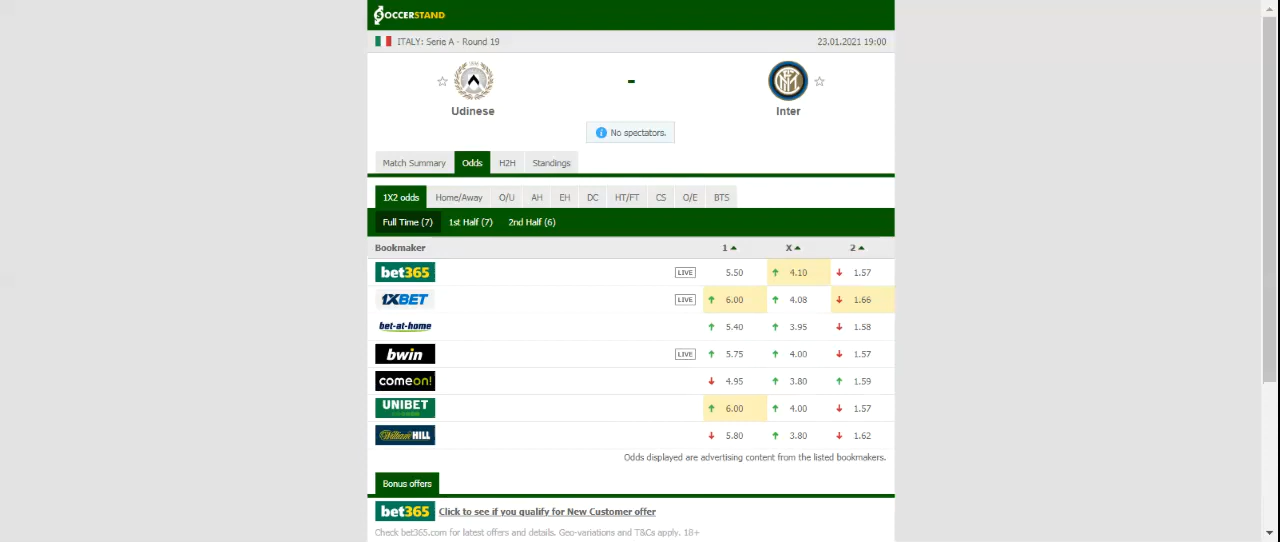 SOCCERSTAND
ITALY: Serie A - Round 19 23.01.2021 19:00
-
Udinese Inter
No spectators.
Match Summary Odds H2H Standings
1X2 odds Home/Away O/U AH EH DC HT/FT CS O/E BTS
Full Time (7) 1st Half (7) 2nd Half (6)
Bookmaker 1 X 2
bet365 LIVE 5.50 4.10 1.57
1XBET LIVE 6.00 4.08 1.66
bet-at-home 5.40 3.95 1.58
bwin LIVE 5.75 4.00 1.57
comeon! 4.95 3.80 1.59
UNIBET 6.00 4.00 1.57
William HILL 5.80 3.80 1.62
Odds displayed are advertising content from the listed bookmakers.
Bonus offers
bet365 Click to see if you qualify for New Customer offer
Check bet365.com for latest offers and details. Geo-variations and T&Cs apply. 18+